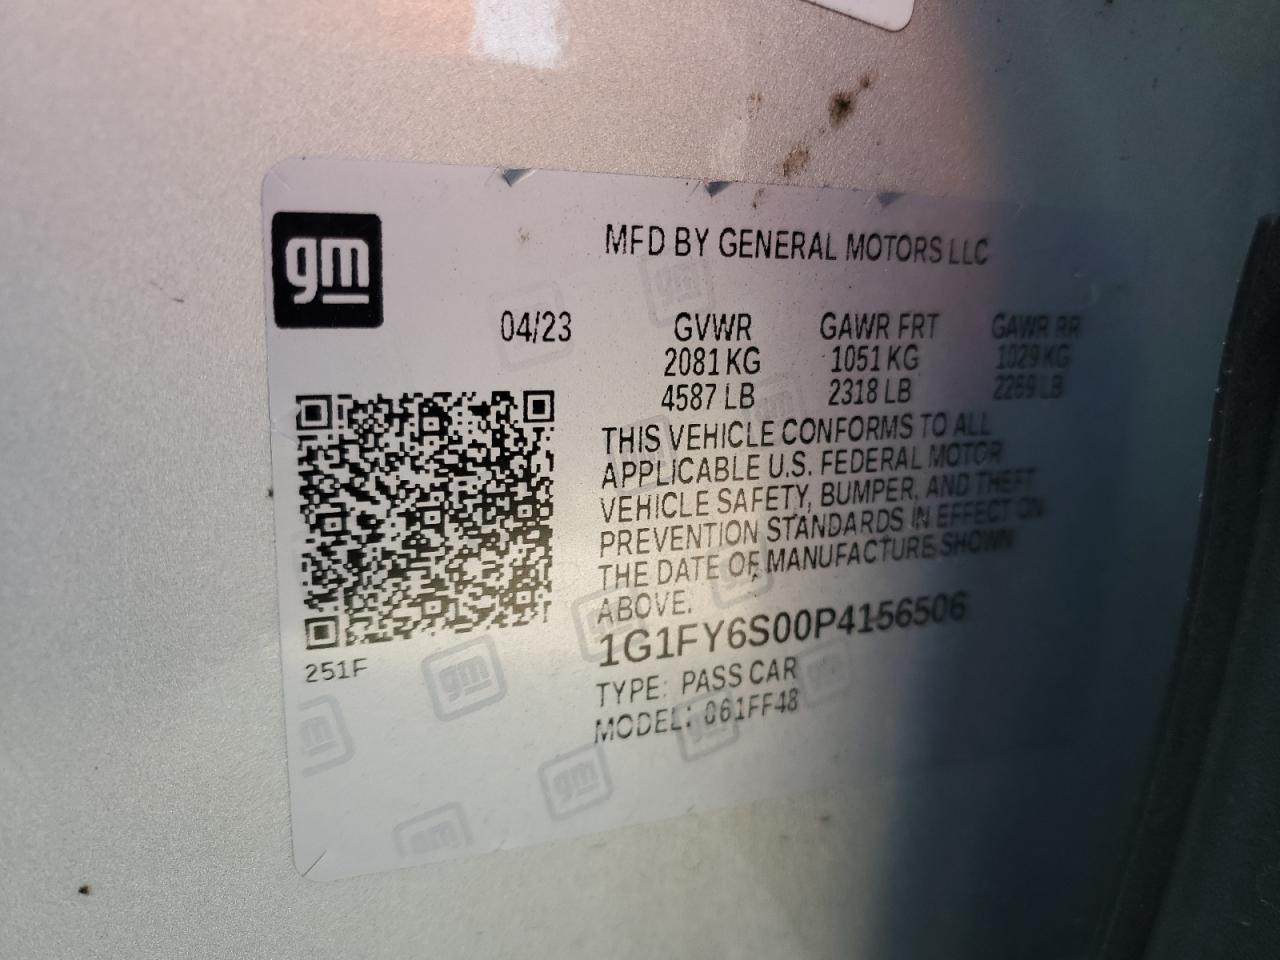 gm
MFD BY GENERAL MOTORS LLC
04/23 GVWR GAWR FRT GAWR RR
2081 KG 1051 KG 1029 KG
4587 LB 2318 LB 2269 LB
THIS VEHICLE CONFORMS TO ALL
APPLICABLE U.S. FEDERAL MOTOR
VEHICLE SAFETY, BUMPER, AND THEFT
PREVENTION STANDARDS IN EFFECT ON
THE DATE OF MANUFACTURE SHOWN
ABOVE.
1G1FY6S00P4156506
251F
TYPE: PASS CAR
MODEL: 061FF48